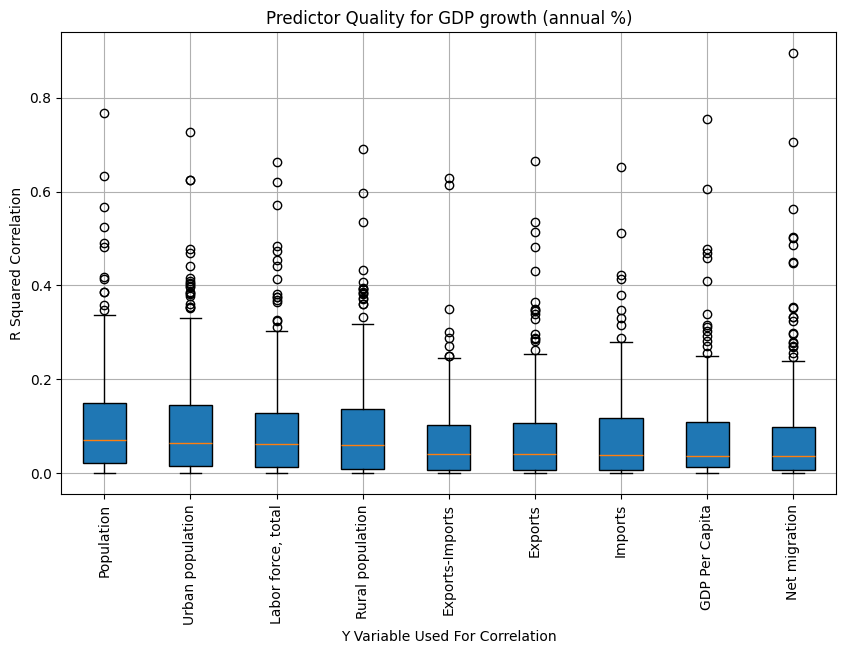 Predictor Quality for GDP growth (annual %)
R Squared Correlation
0.8
0.6
0.4
0.2
0.0
Population
Urban population
Labor force, total
Rural population
Exports-Imports
Exports
Imports
GDP Per Capita
Net migration
Y Variable Used For Correlation